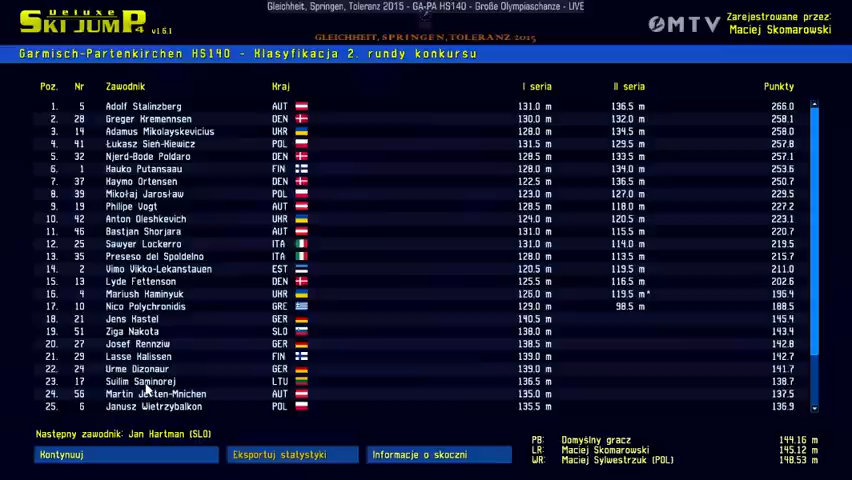 Gleichheit, Springen, Toleranz 2015 - GA-PA HS140 - Große Olympiaschanze - LIVE
Deluxe SKI JUMP 4 v1.6.1
GLEICHHEIT, SPRINGEN, TOLERANZ 2015
MTV
Zarejestrowane przez:
Maciej Skomarowski
Garmisch-Partenkirchen HS140 - Klasyfikacja 2. rundy konkursu
Poz. Nr Zawodnik Kraj I seria II seria Punkty
1. 5 Adolf Stalinzberg AUT 131.0 m 136.5 m 266.0
2. 28 Greger Kremennsen DEN 130.0 m 132.0 m 258.1
3. 14 Adamus Mikolayskevicius UKR 128.0 m 134.5 m 258.0
4. 41 Łukasz Sień-Kiewicz POL 131.5 m 129.5 m 257.8
5. 32 Njerd-Bode Poldaro DEN 128.5 m 133.5 m 257.1
6. 1 Kauko Putansaau FIN 128.0 m 134.0 m 253.6
7. 37 Kaymo Ortensen DEN 122.5 m 136.5 m 250.7
8. 39 Mikołaj Jarosław POL 123.0 m 127.0 m 229.5
9. 19 Philipe Vogt AUT 128.5 m 118.0 m 227.2
10. 42 Anton Oleshkevich UKR 124.0 m 120.5 m 223.1
11. 46 Bastjan Shorjara AUT 131.0 m 115.5 m 220.7
12. 25 Sawyer Lockerro ITA 131.0 m 114.0 m 219.5
13. 35 Preseso del Spoldelno ITA 128.0 m 113.5 m 215.7
14. 2 Vimo Vikko-Lekanstauen EST 120.5 m 119.5 m 211.0
15. 13 Lyde Fettenson DEN 125.5 m 116.5 m 202.6
16. 4 Mariush Kaminyuk UKR 126.0 m 119.5 m* 196.4
17. 10 Nico Polychronidis GRE 129.0 m 98.5 m 188.5
18. 21 Jens Kastel GER 140.5 m 145.4
19. 51 Ziga Nakota SLO 138.0 m 143.4
20. 27 Josef Rennziw GER 138.5 m 142.8
21. 29 Lasse Kalissen FIN 139.0 m 142.7
22. 24 Urme Dizonaur GER 139.0 m 141.7
23. 17 Suilim Saminorej LTU 136.5 m 138.7
24. 56 Martin Jesten-Mnichen AUT 135.0 m 137.5
25. 6 Janusz Wietrzybalkon POL 135.5 m 136.9
Następny zawodnik: Jan Hartman (SLO)
Kontynuuj Eksportuj statystyki Informacje o skoczni
PB: Domyślny gracz 144.16 m
LR: Maciej Skomarowski 145.12 m
WR: Maciej Sylwestrzuk (POL) 148.53 m